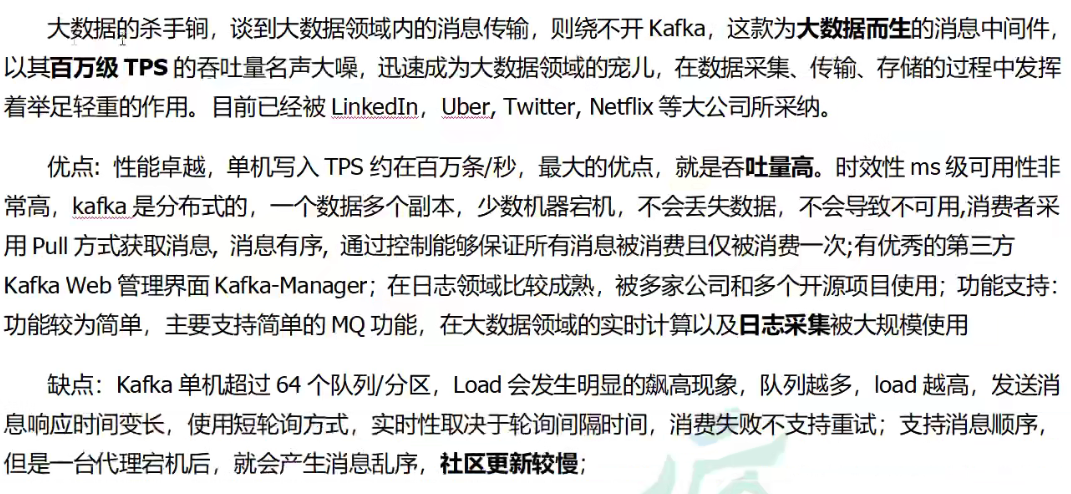 大数据的杀手锏，谈到大数据领域内的消息传输，则绕不开 Kafka，这款为大数据而生的消息中间件，
以其百万级 TPS 的吞吐量名声大噪，迅速成为大数据领域的宠儿，在数据采集、传输、存储的过程中发挥
着举足轻重的作用。目前已经被 LinkedIn，Uber, Twitter, Netflix 等大公司所采纳。
优点: 性能卓越，单机写入 TPS 约在百万条/秒，最大的优点，就是吞吐量高。时效性 ms 级可用性非
常高，kafka 是分布式的，一个数据多个副本，少数机器宕机，不会丢失数据，不会导致不可用,消费者采
用 Pull 方式获取消息, 消息有序, 通过控制能够保证所有消息被消费且仅被消费一次;有优秀的第三方
Kafka Web 管理界面 Kafka-Manager；在日志领域比较成熟，被多家公司和多个开源项目使用；功能支持：
功能较为简单，主要支持简单的 MQ 功能，在大数据领域的实时计算以及日志采集被大规模使用
缺点：Kafka 单机超过 64 个队列/分区，Load 会发生明显的飙高现象，队列越多，load 越高，发送消
息响应时间变长，使用短轮询方式，实时性取决于轮询间隔时间，消费失败不支持重试；支持消息顺序，
但是一台代理宕机后，就会产生消息乱序，社区更新较慢；